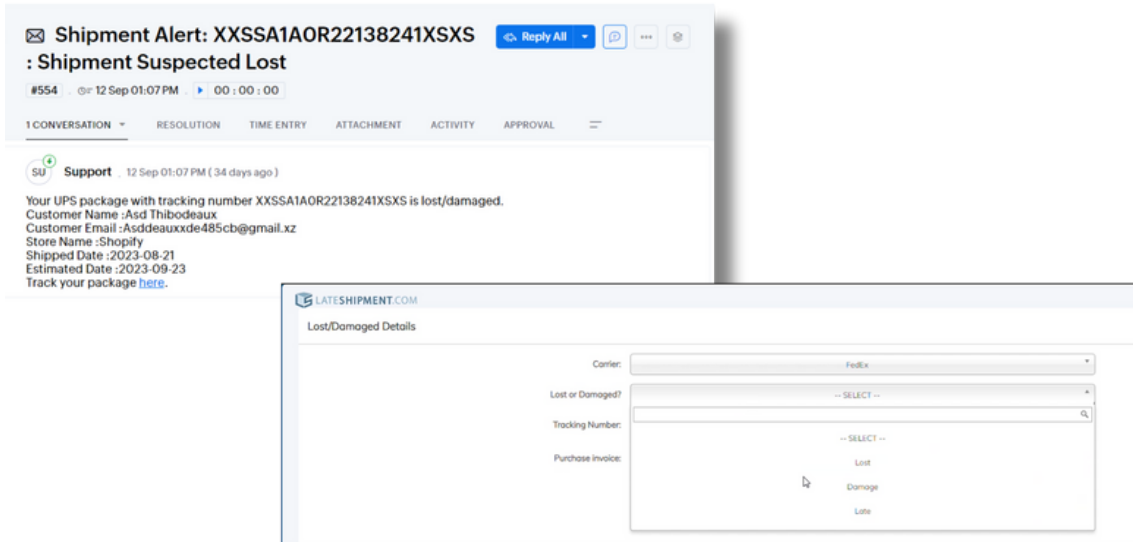 Shipment Alert: XXSSA1A0R22138241XSXS
: Shipment Suspected Lost
Reply All
#554 . 12 Sep 01:07 PM . 00 : 00 : 00
1 CONVERSATION RESOLUTION TIME ENTRY ATTACHMENT ACTIVITY APPROVAL
SU Support . 12 Sep 01:07 PM ( 34 days ago )
Your UPS package with tracking number XXSSA1A0R22138241XSXS is lost/damaged.
Customer Name :Asd Thibodeaux
Customer Email :Asddeauxxde485cb@gmail.xz
Store Name :Shopify
Shipped Date :2023-08-21
Estimated Date :2023-09-23
Track your package here.
LATESHIPMENT.COM
Lost/Damaged Details
Carrier: FedEx
Lost or Damaged? -- SELECT --
Tracking Number:
-- SELECT --
Purchase invoice:
Lost
Damage
Late